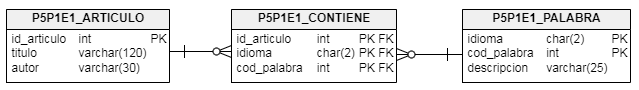 P5P1E1_ARTICULO
id_articulo int PK
titulo varchar(120)
autor varchar(30)
P5P1E1_CONTIENE
id_articulo int PK FK
idioma char(2) PK FK
cod_palabra int PK FK
P5P1E1_PALABRA
idioma char(2) PK
cod_palabra int PK
descripcion varchar(25)